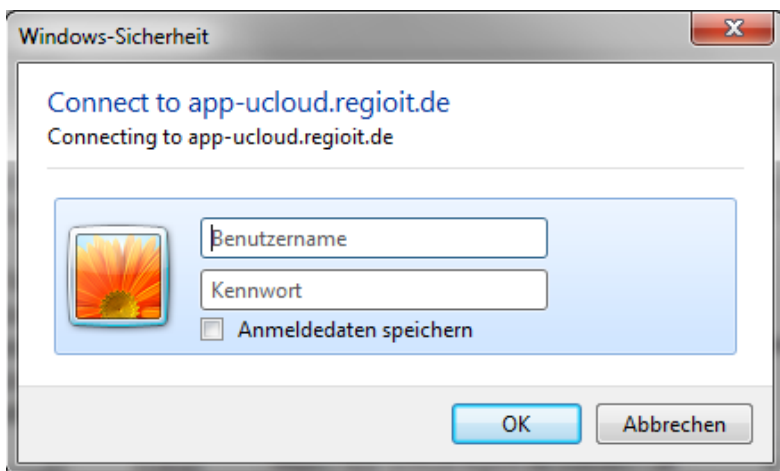 Windows-Sicherheit
Connect to app-ucloud.regioit.de
Connecting to app-ucloud.regioit.de
Benutzername
Kennwort
Anmeldedaten speichern
OK
Abbrechen